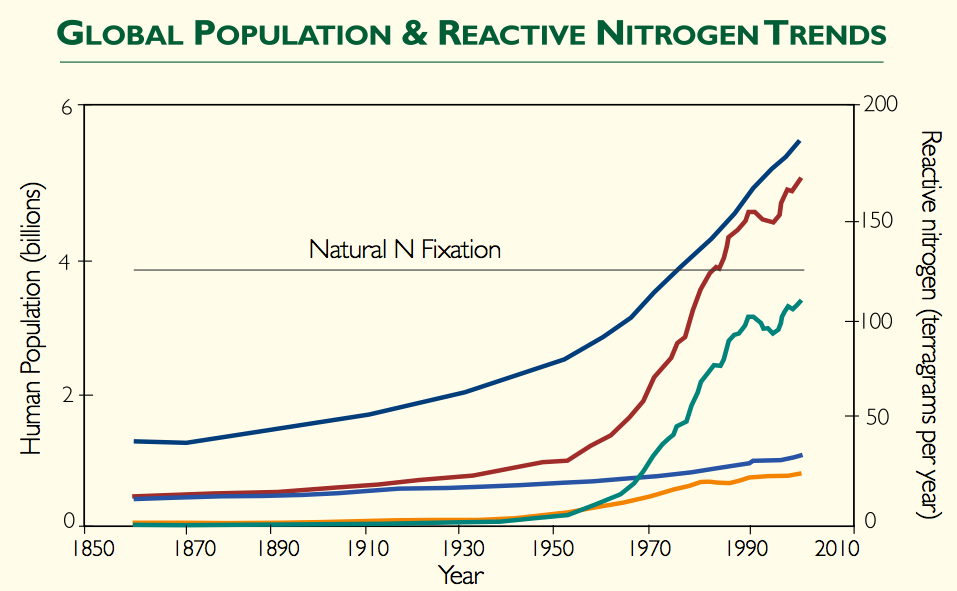 GLOBAL POPULATION & REACTIVE NITROGEN TRENDS
6
4
2
0
Human Population (billions)
Natural N Fixation
200
150
100
50
0
Reactive nitrogen (terragrams per year)
1850 1870 1890 1910 1930 1950 1970 1990 2010
Year